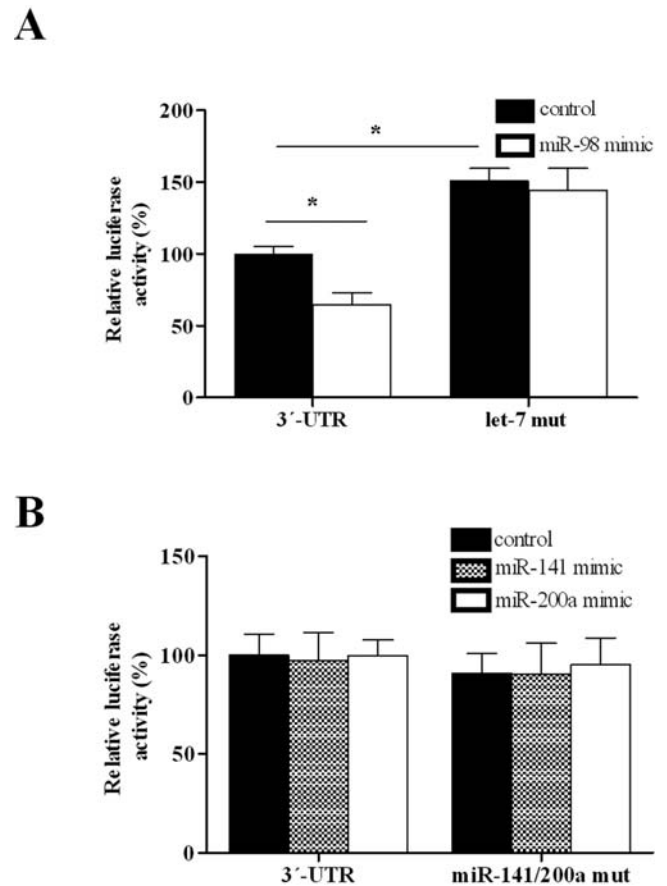 A
200
150
100
50
0
Relative luciferase
activity (%)
control
miR-98 mimic
*
*
3´-UTR
let-7 mut
B
150
100
50
0
Relative luciferase
activity (%)
control
miR-141 mimic
miR-200a mimic
3´-UTR
miR-141/200a mut